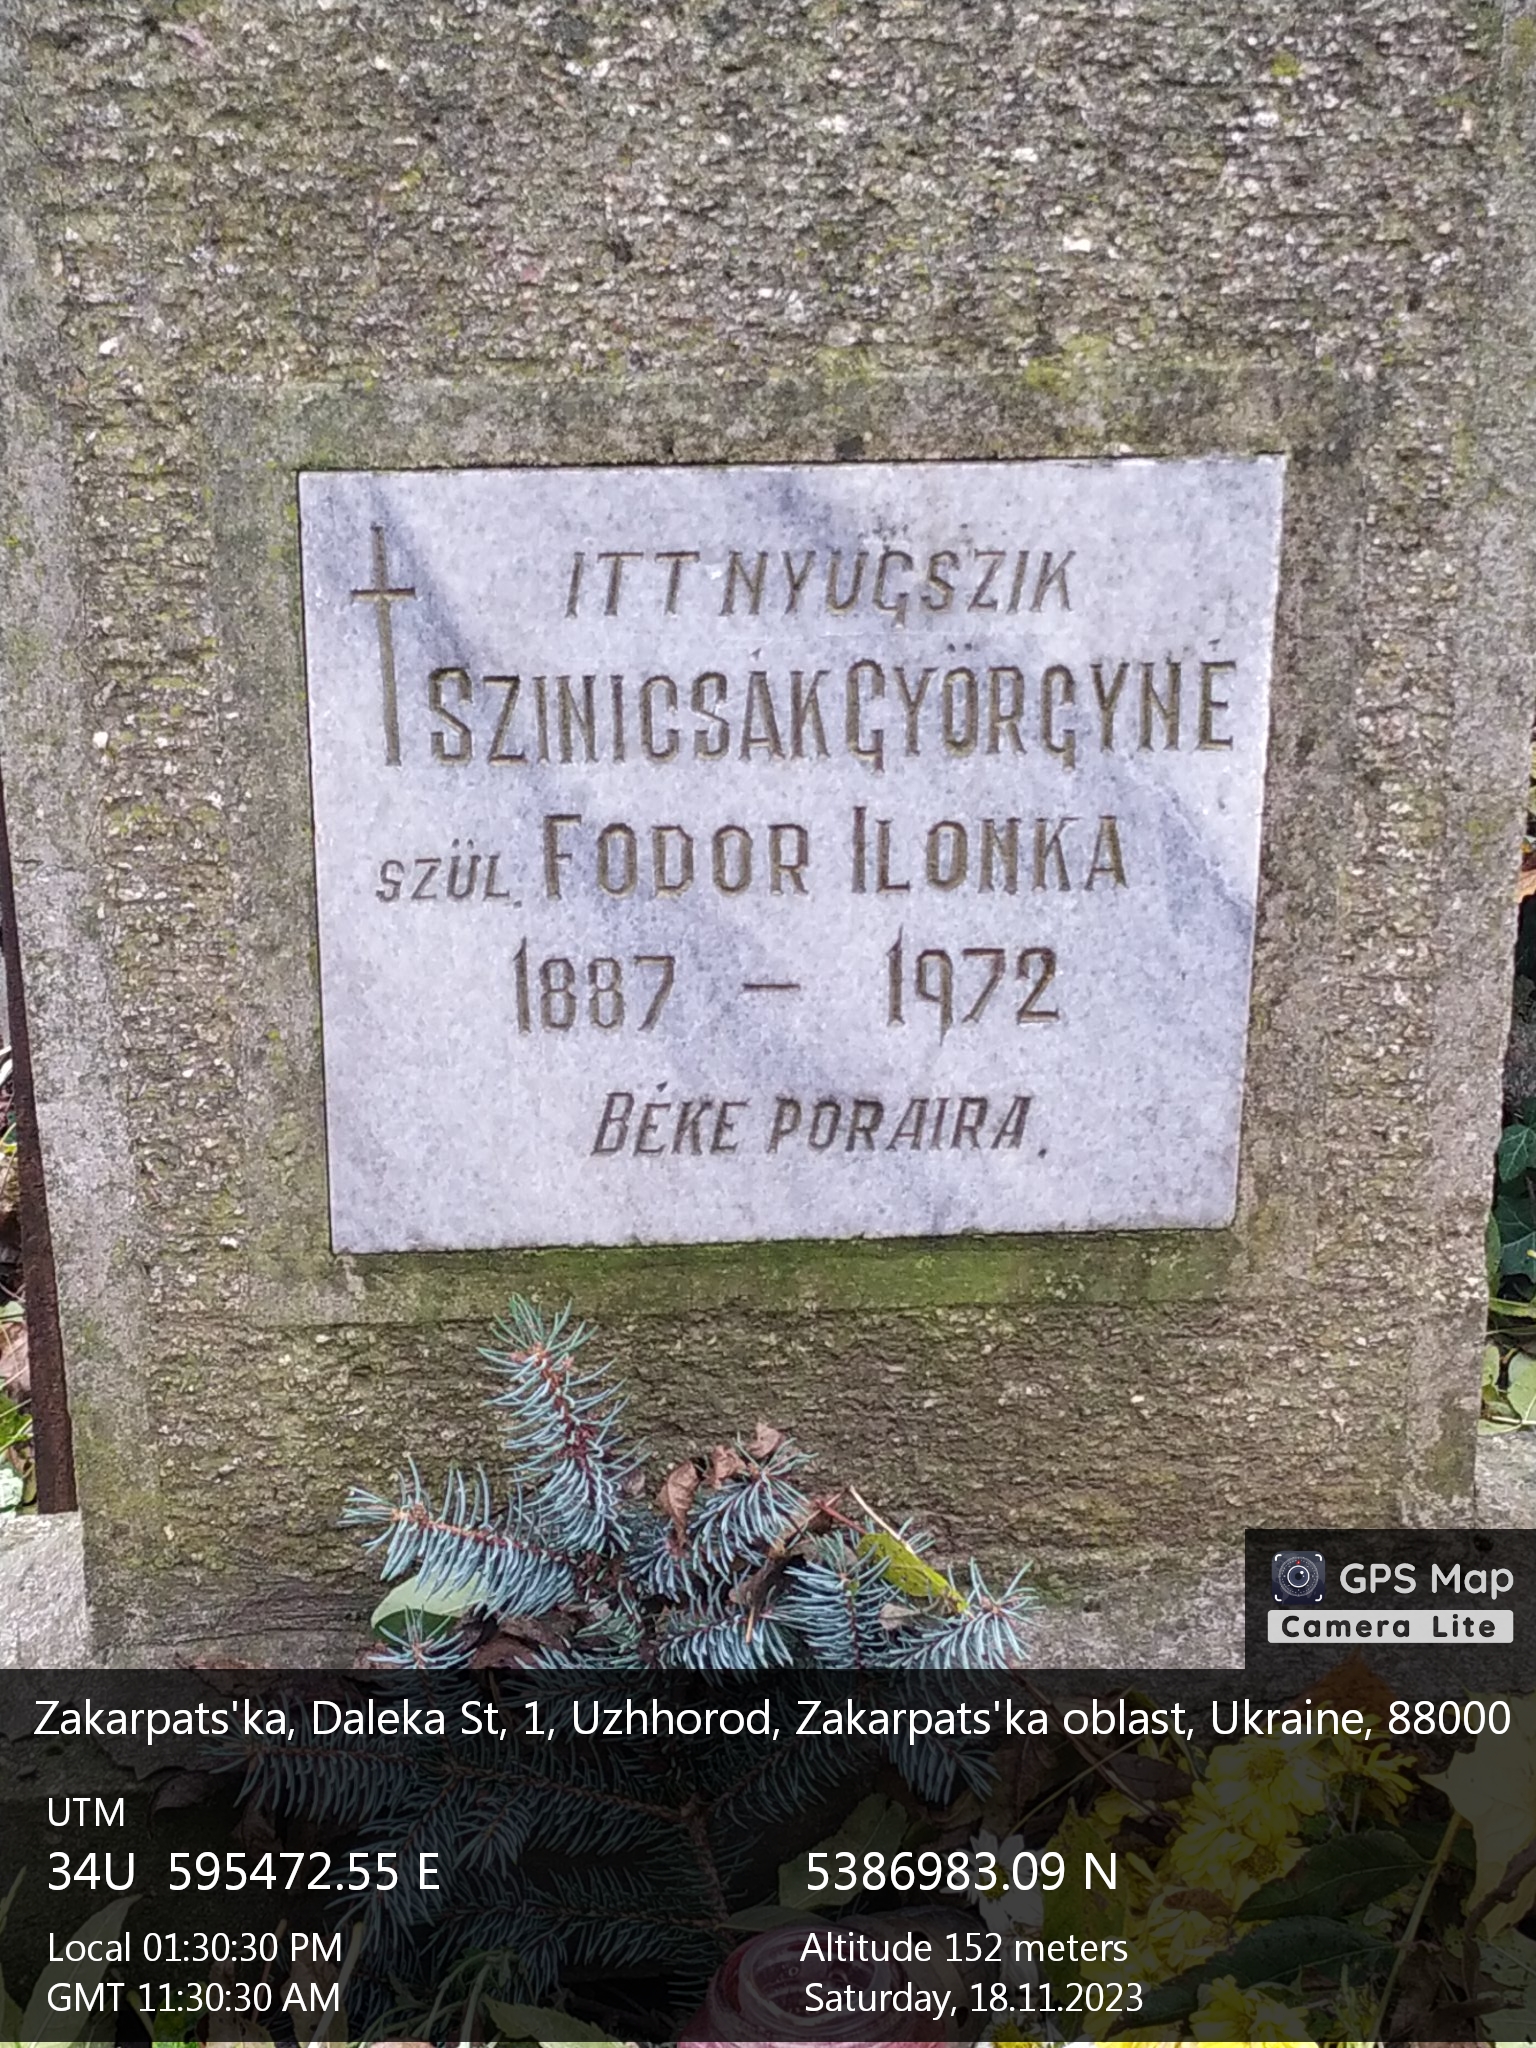 ITT NYUGSZIK
SZINICSÁK GYÖRGYNÉ
SZÜL. FODOR ILONKA
1887 – 1972
BÉKE PORAIRA.
GPS Map
Camera Lite
Zakarpats'ka, Daleka St, 1, Uzhhorod, Zakarpats'ka oblast, Ukraine, 88000
UTM
34U 595472.55 E 5386983.09 N
Local 01:30:30 PM Altitude 152 meters
GMT 11:30:30 AM Saturday, 18.11.2023